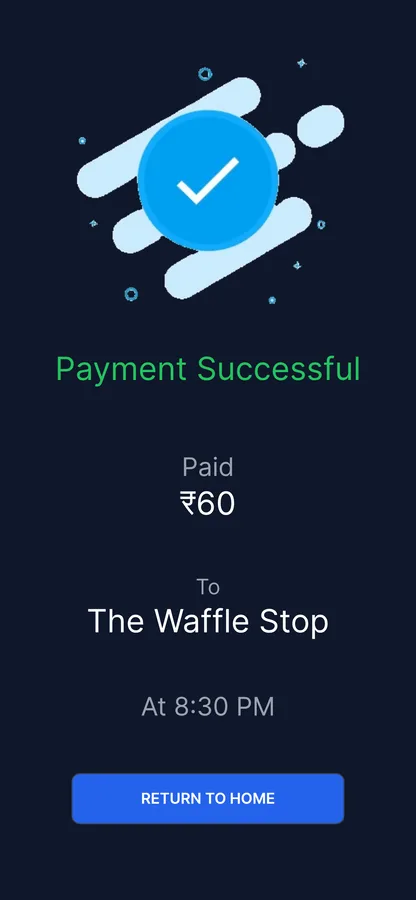 Payment Successful
Paid
₹60
To
The Waffle Stop
At 8:30 PM
RETURN TO HOME